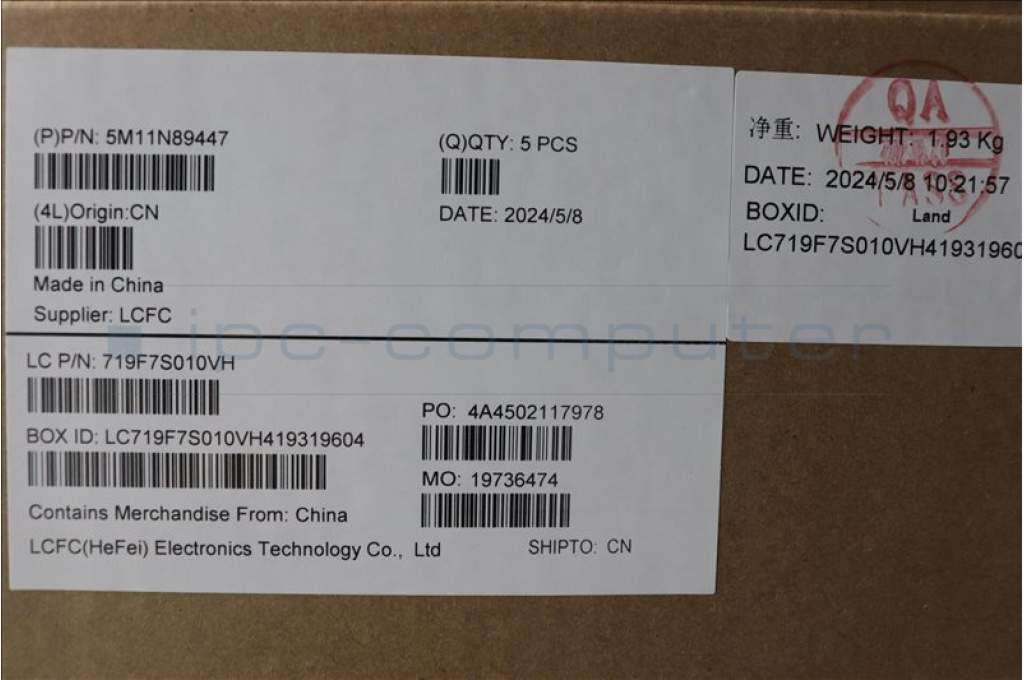 (P)P/N: 5M11N89447
(Q)QTY: 5 PCS
(4L)Origin:CN
DATE: 2024/5/8
Made in China
Supplier: LCFC
LC P/N: 719F7S010VH
PO: 4A4502117978
BOX ID: LC719F7S010VH419319604
MO: 19736474
Contains Merchandise From: China
LCFC(HeFei) Electronics Technology Co., Ltd
SHIPTO: CN
净重: WEIGHT: 1.93 Kg
DATE: 2024/5/8 10:21:57
BOXID: Land
LC719F7S010VH41931960
QA
PASS
ipc-computer